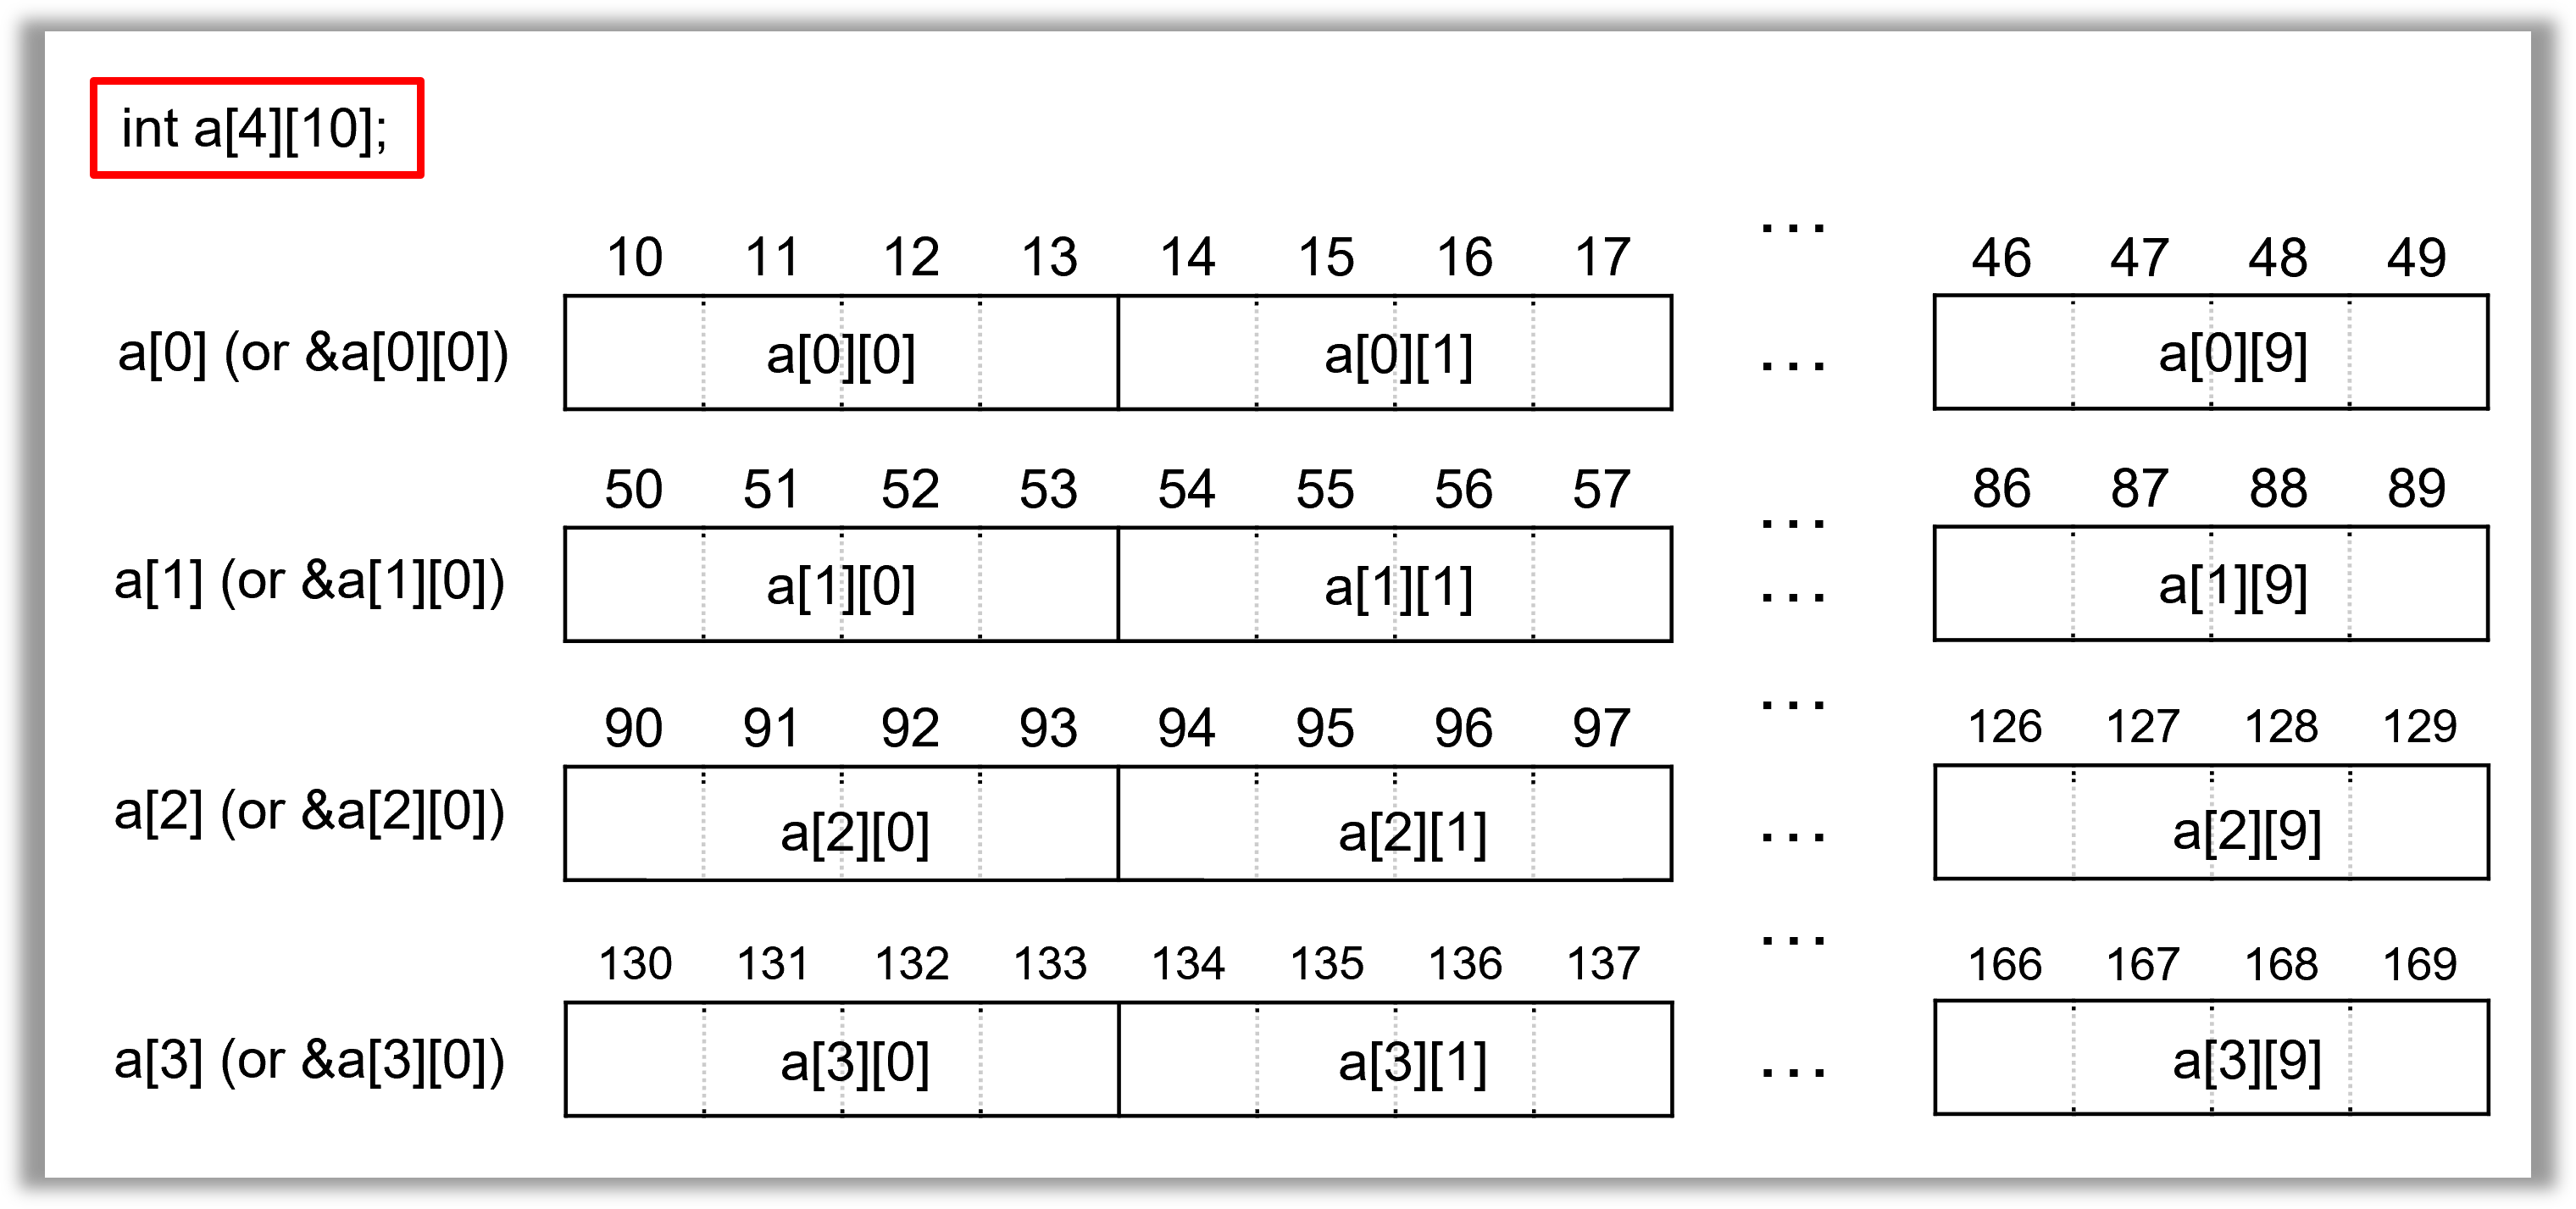 int a[4][10];
10 11 12 13 14 15 16 17 ... 46 47 48 49
a[0] (or &a[0][0]) a[0][0] a[0][1] ... a[0][9]
50 51 52 53 54 55 56 57 ... 86 87 88 89
a[1] (or &a[1][0]) a[1][0] a[1][1] ... a[1][9]
90 91 92 93 94 95 96 97 ... 126 127 128 129
a[2] (or &a[2][0]) a[2][0] a[2][1] ... a[2][9]
130 131 132 133 134 135 136 137 ... 166 167 168 169
a[3] (or &a[3][0]) a[3][0] a[3][1] ... a[3][9]